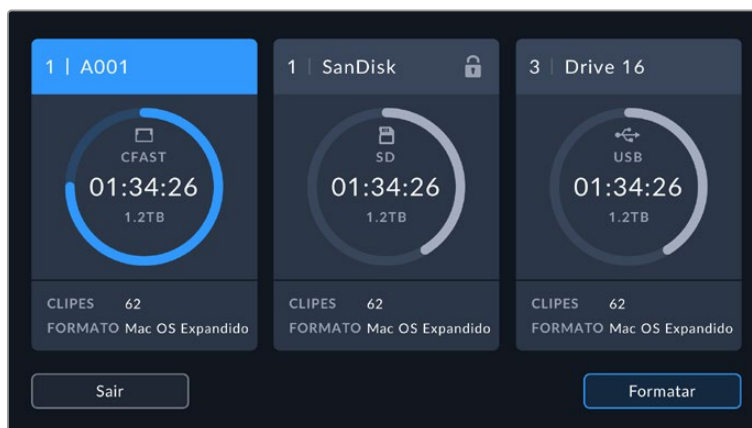 1 | A001
CFAST
01:34:26
1.2TB
CLIPES 62
FORMATO Mac OS Expandido
1 | SanDisk
SD
01:34:26
1.2TB
CLIPES 62
FORMATO Mac OS Expandido
3 | Drive 16
USB
01:34:26
1.2TB
CLIPES 62
FORMATO Mac OS Expandido
Sair
Formatar